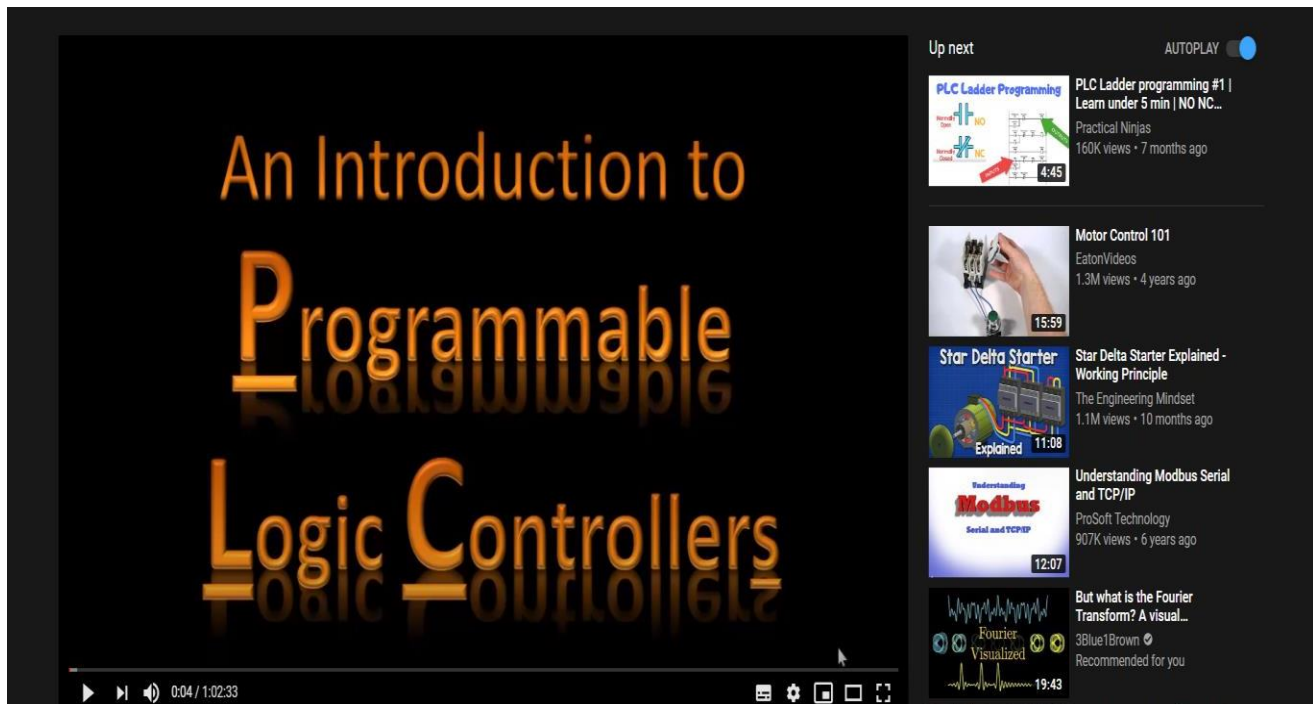 An ntroduction to
Programmable
Logic Controllers
0:04 / 1:02:33
Up next
AUTOPLAY
PLC Ladder Programming
Normally
Open
NO
Normally
Closed
NC
4:45
PLC Ladder programming #1 |
Learn under 5 min | NO NC...
Practical Ninjas
160K views • 7 months ago
15:59
Motor Control 101
EatonVideos
1.3M views • 4 years ago
Star Delta Starter
Explained
11:08
Star Delta Starter Explained -
Working Principle
The Engineering Mindset
1.1M views • 10 months ago
Understanding
Modbus
Serial and TCP/IP
12:07
Understanding Modbus Serial
and TCP/IP
ProSoft Technology
907K views • 6 years ago
Fourier
Visualized
19:43
But what is the Fourier
Transform? A visual...
3Blue1Brown
Recommended for you